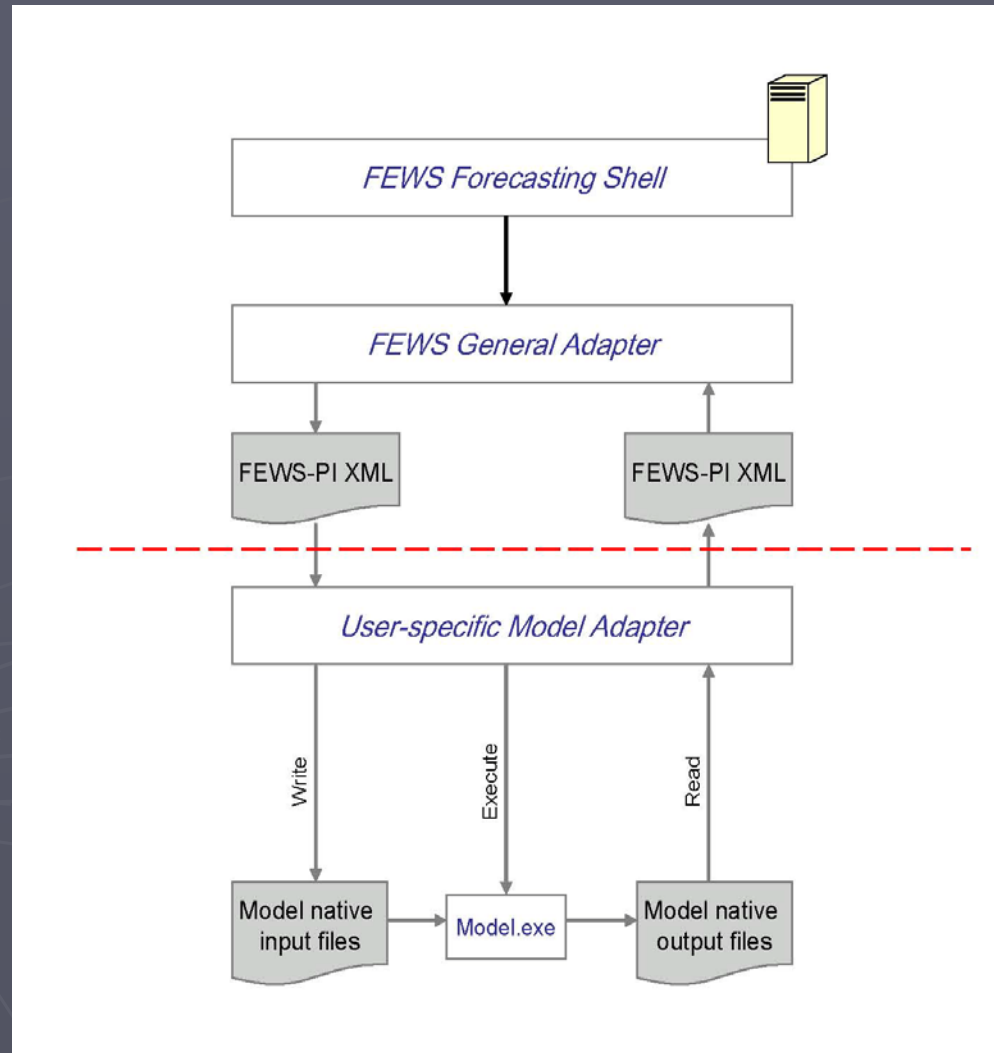 FEWS Forecasting Shell
FEWS General Adapter
FEWS-PI XML
FEWS-PI XML
User-specific Model Adapter
Write
Execute
Read
Model native
input files
Model.exe
Model native
output files